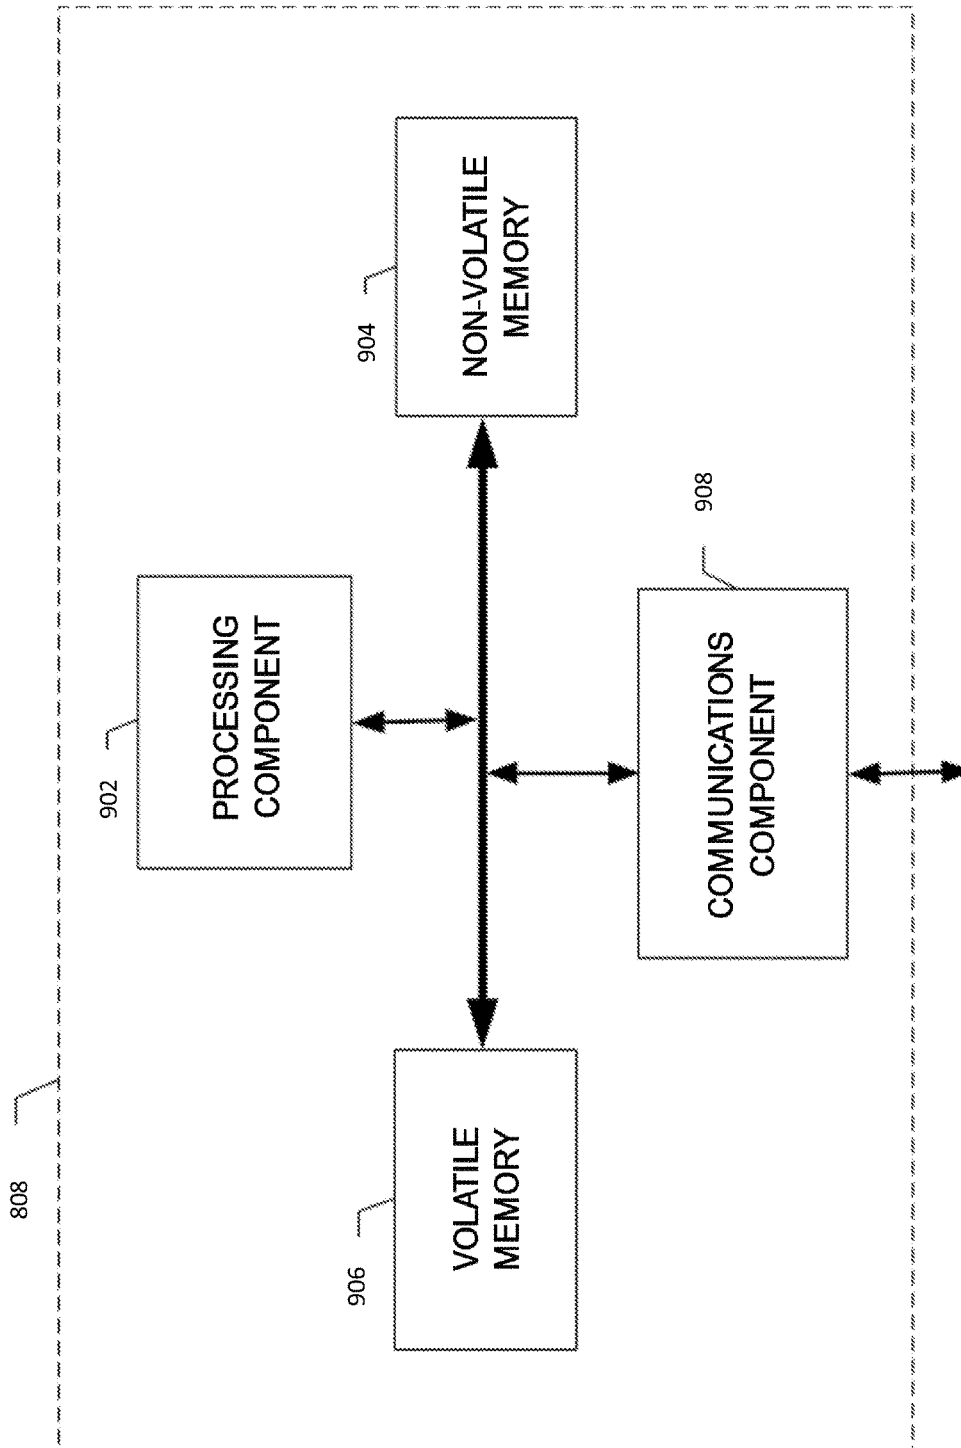 808
902
PROCESSING
COMPONENT
906
VOLATILE
MEMORY
904
NON-VOLATILE
MEMORY
908
COMMUNICATIONS
COMPONENT